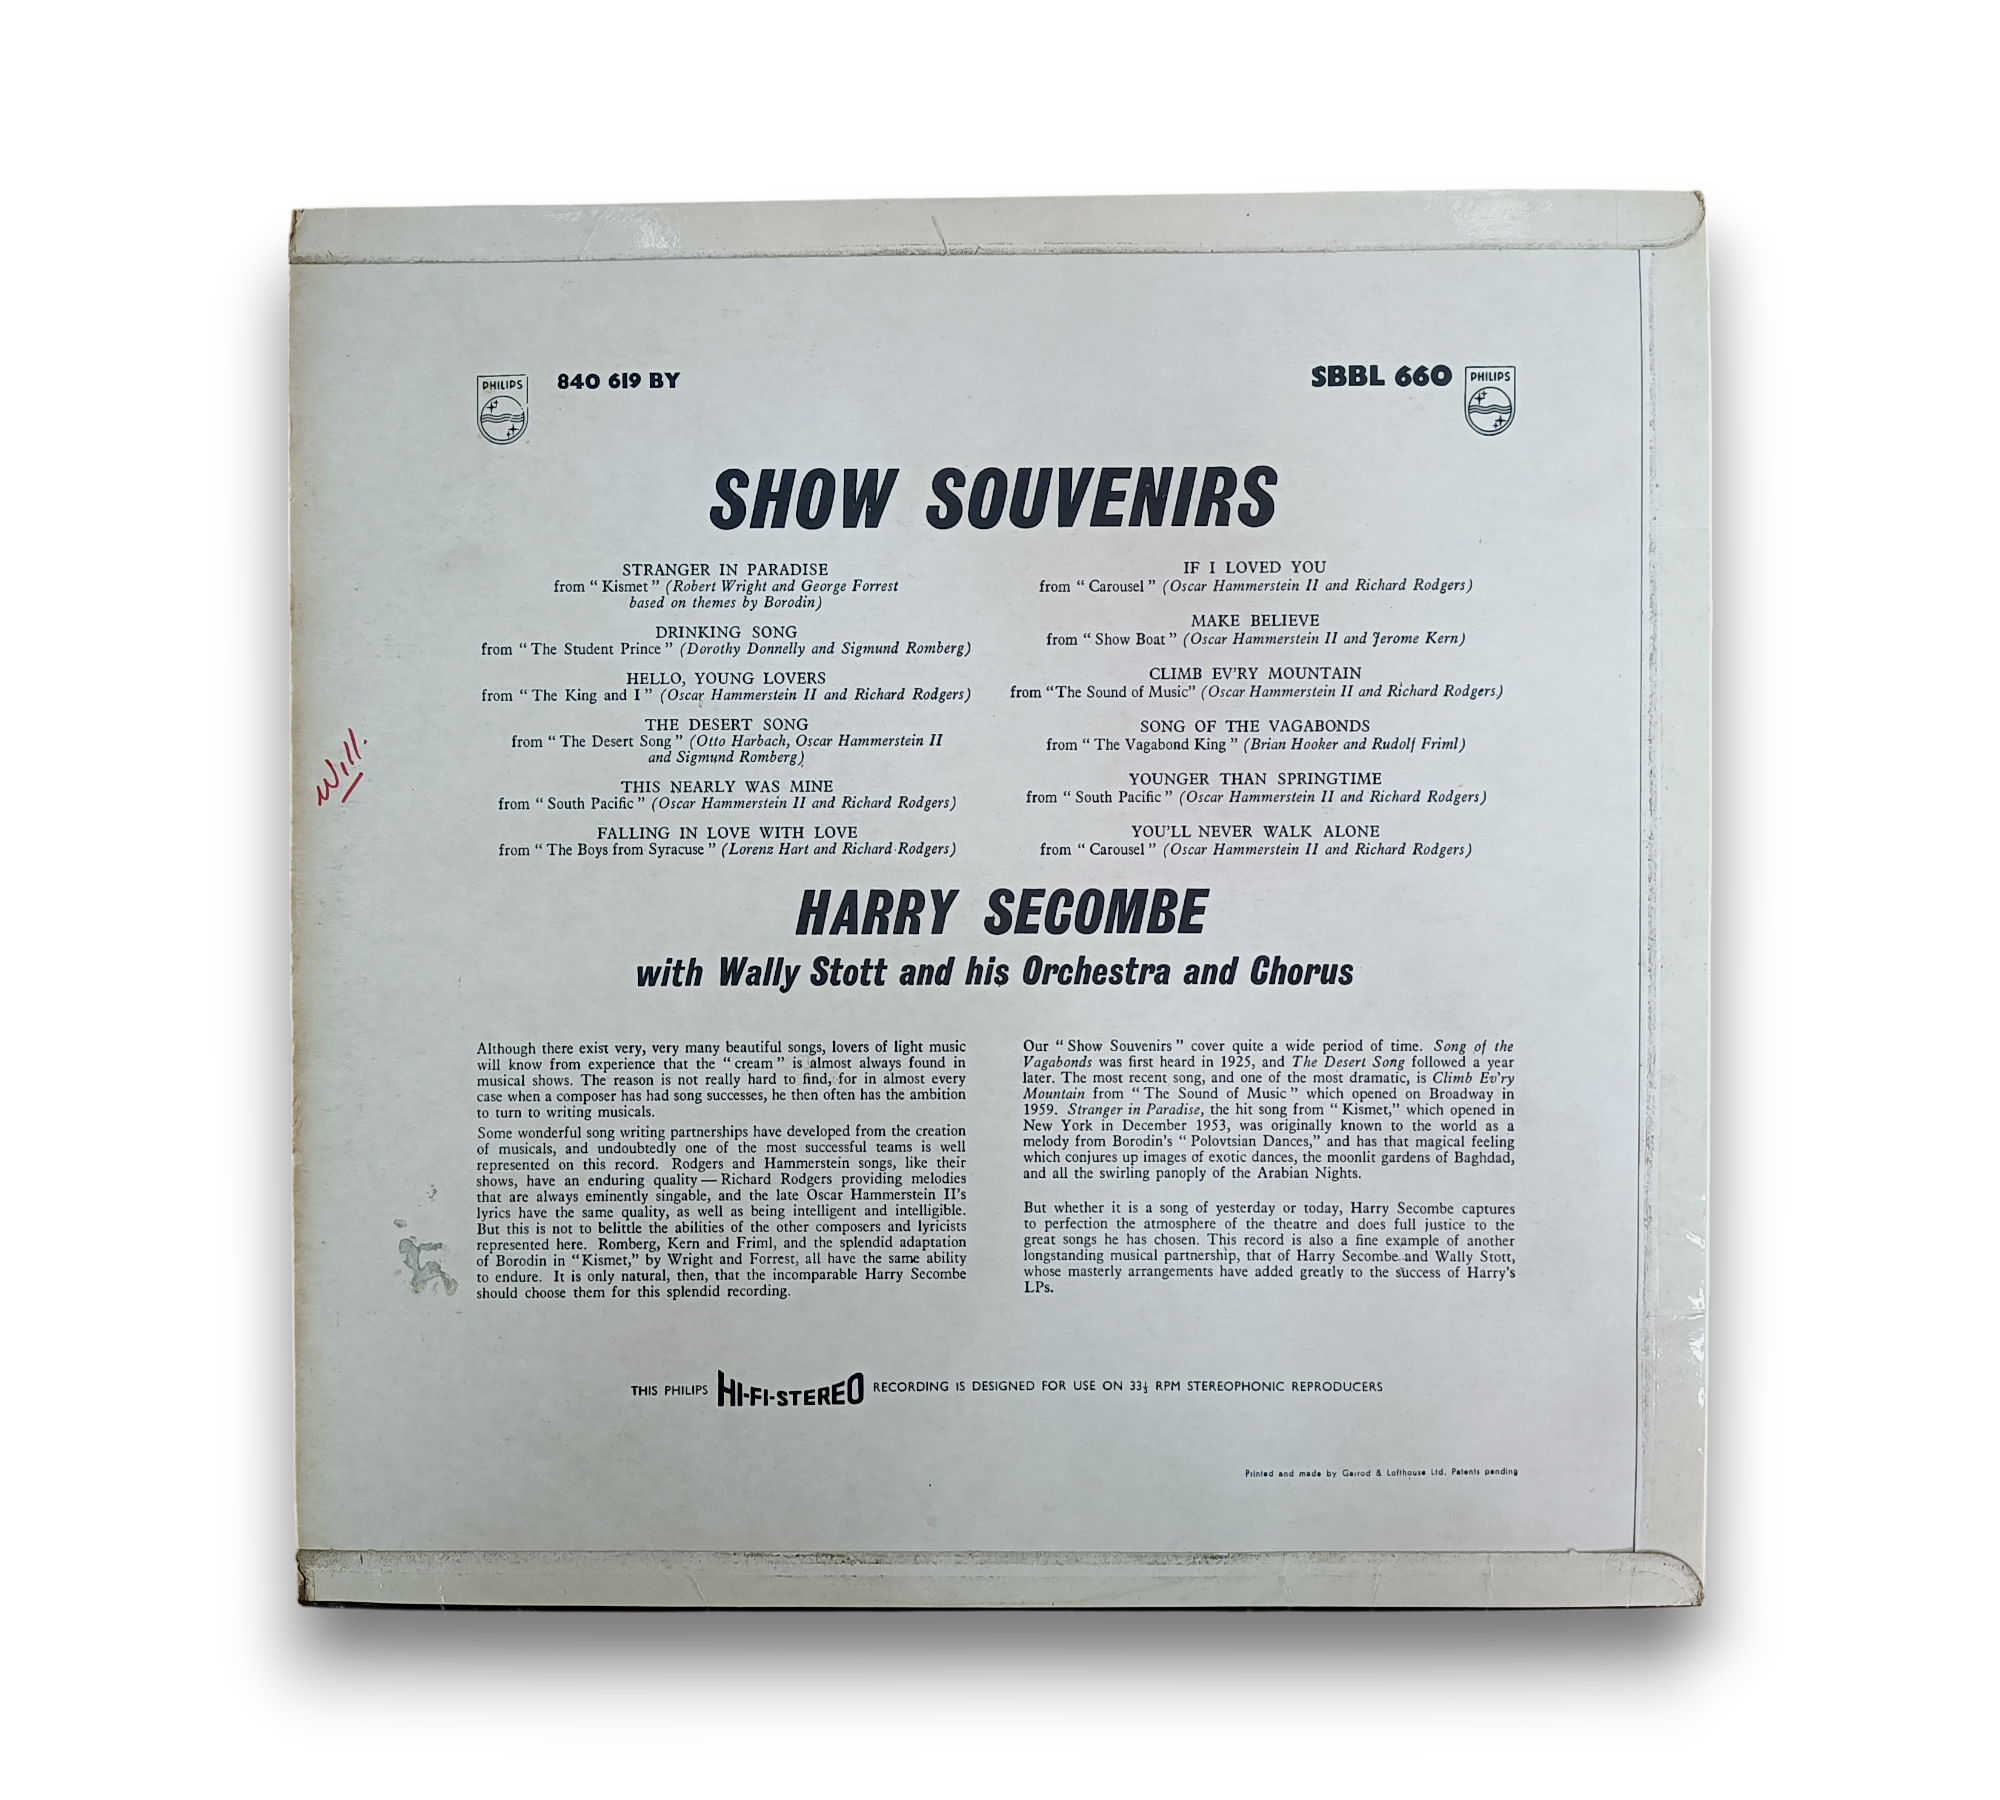 PHILIPS
840 619 BY
SBBL 660
PHILIPS
SHOW SOUVENIRS
STRANGER IN PARADISE
from “ Kismet ” (Robert Wright and George Forrest
based on themes by Borodin)
DRINKING SONG
from “ The Student Prince ” (Dorothy Donnelly and Sigmund Romberg)
HELLO, YOUNG LOVERS
from “ The King and I ” (Oscar Hammerstein II and Richard Rodgers)
THE DESERT SONG
from “ The Desert Song ” (Otto Harbach, Oscar Hammerstein II
and Sigmund Romberg)
THIS NEARLY WAS MINE
from “ South Pacific ” (Oscar Hammerstein II and Richard Rodgers)
FALLING IN LOVE WITH LOVE
from “ The Boys from Syracuse ” (Lorenz Hart and Richard Rodgers)
IF I LOVED YOU
from “ Carousel ” (Oscar Hammerstein II and Richard Rodgers)
MAKE BELIEVE
from “ Show Boat ” (Oscar Hammerstein II and Jerome Kern)
CLIMB EV'RY MOUNTAIN
from “The Sound of Music” (Oscar Hammerstein II and Richard Rodgers)
SONG OF THE VAGABONDS
from “ The Vagabond King ” (Brian Hooker and Rudolf Friml)
YOUNGER THAN SPRINGTIME
from “ South Pacific ” (Oscar Hammerstein II and Richard Rodgers)
YOU'LL NEVER WALK ALONE
from “ Carousel ” (Oscar Hammerstein II and Richard Rodgers)
Will.
HARRY SECOMBE
with Wally Stott and his Orchestra and Chorus
Although there exist very, very many beautiful songs, lovers of light music
will know from experience that the “ cream ” is almost always found in
musical shows. The reason is not really hard to find, for in almost every
case when a composer has had song successes, he then often has the ambition
to turn to writing musicals.
Some wonderful song writing partnerships have developed from the creation
of musicals, and undoubtedly one of the most successful teams is well
represented on this record. Rodgers and Hammerstein songs, like their
shows, have an enduring quality — Richard Rodgers providing melodies
that are always eminently singable, and the late Oscar Hammerstein II's
lyrics have the same quality, as well as being intelligent and intelligible.
But this is not to belittle the abilities of the other composers and lyricists
represented here. Romberg, Kern and Friml, and the splendid adaptation
of Borodin in “Kismet,” by Wright and Forrest, all have the same ability
to endure. It is only natural, then, that the incomparable Harry Secombe
should choose them for this splendid recording.
Our “ Show Souvenirs ” cover quite a wide period of time. Song of the
Vagabonds was first heard in 1925, and The Desert Song followed a year
later. The most recent song, and one of the most dramatic, is Climb Ev'ry
Mountain from “ The Sound of Music ” which opened on Broadway in
1959. Stranger in Paradise, the hit song from “ Kismet,” which opened in
New York in December 1953, was originally known to the world as a
melody from Borodin's “ Polovtsian Dances,” and has that magical feeling
which conjures up images of exotic dances, the moonlit gardens of Baghdad,
and all the swirling panoply of the Arabian Nights.
But whether it is a song of yesterday or today, Harry Secombe captures
to perfection the atmosphere of the theatre and does full justice to the
great songs he has chosen. This record is also a fine example of another
longstanding musical partnership, that of Harry Secombe and Wally Stott,
whose masterly arrangements have added greatly to the success of Harry's
LPs.
THIS PHILIPS HI-FI-STEREO RECORDING IS DESIGNED FOR USE ON 33⅓ RPM STEREOPHONIC REPRODUCERS
Printed and made by Garrod & Lofthouse Ltd. Patents pending